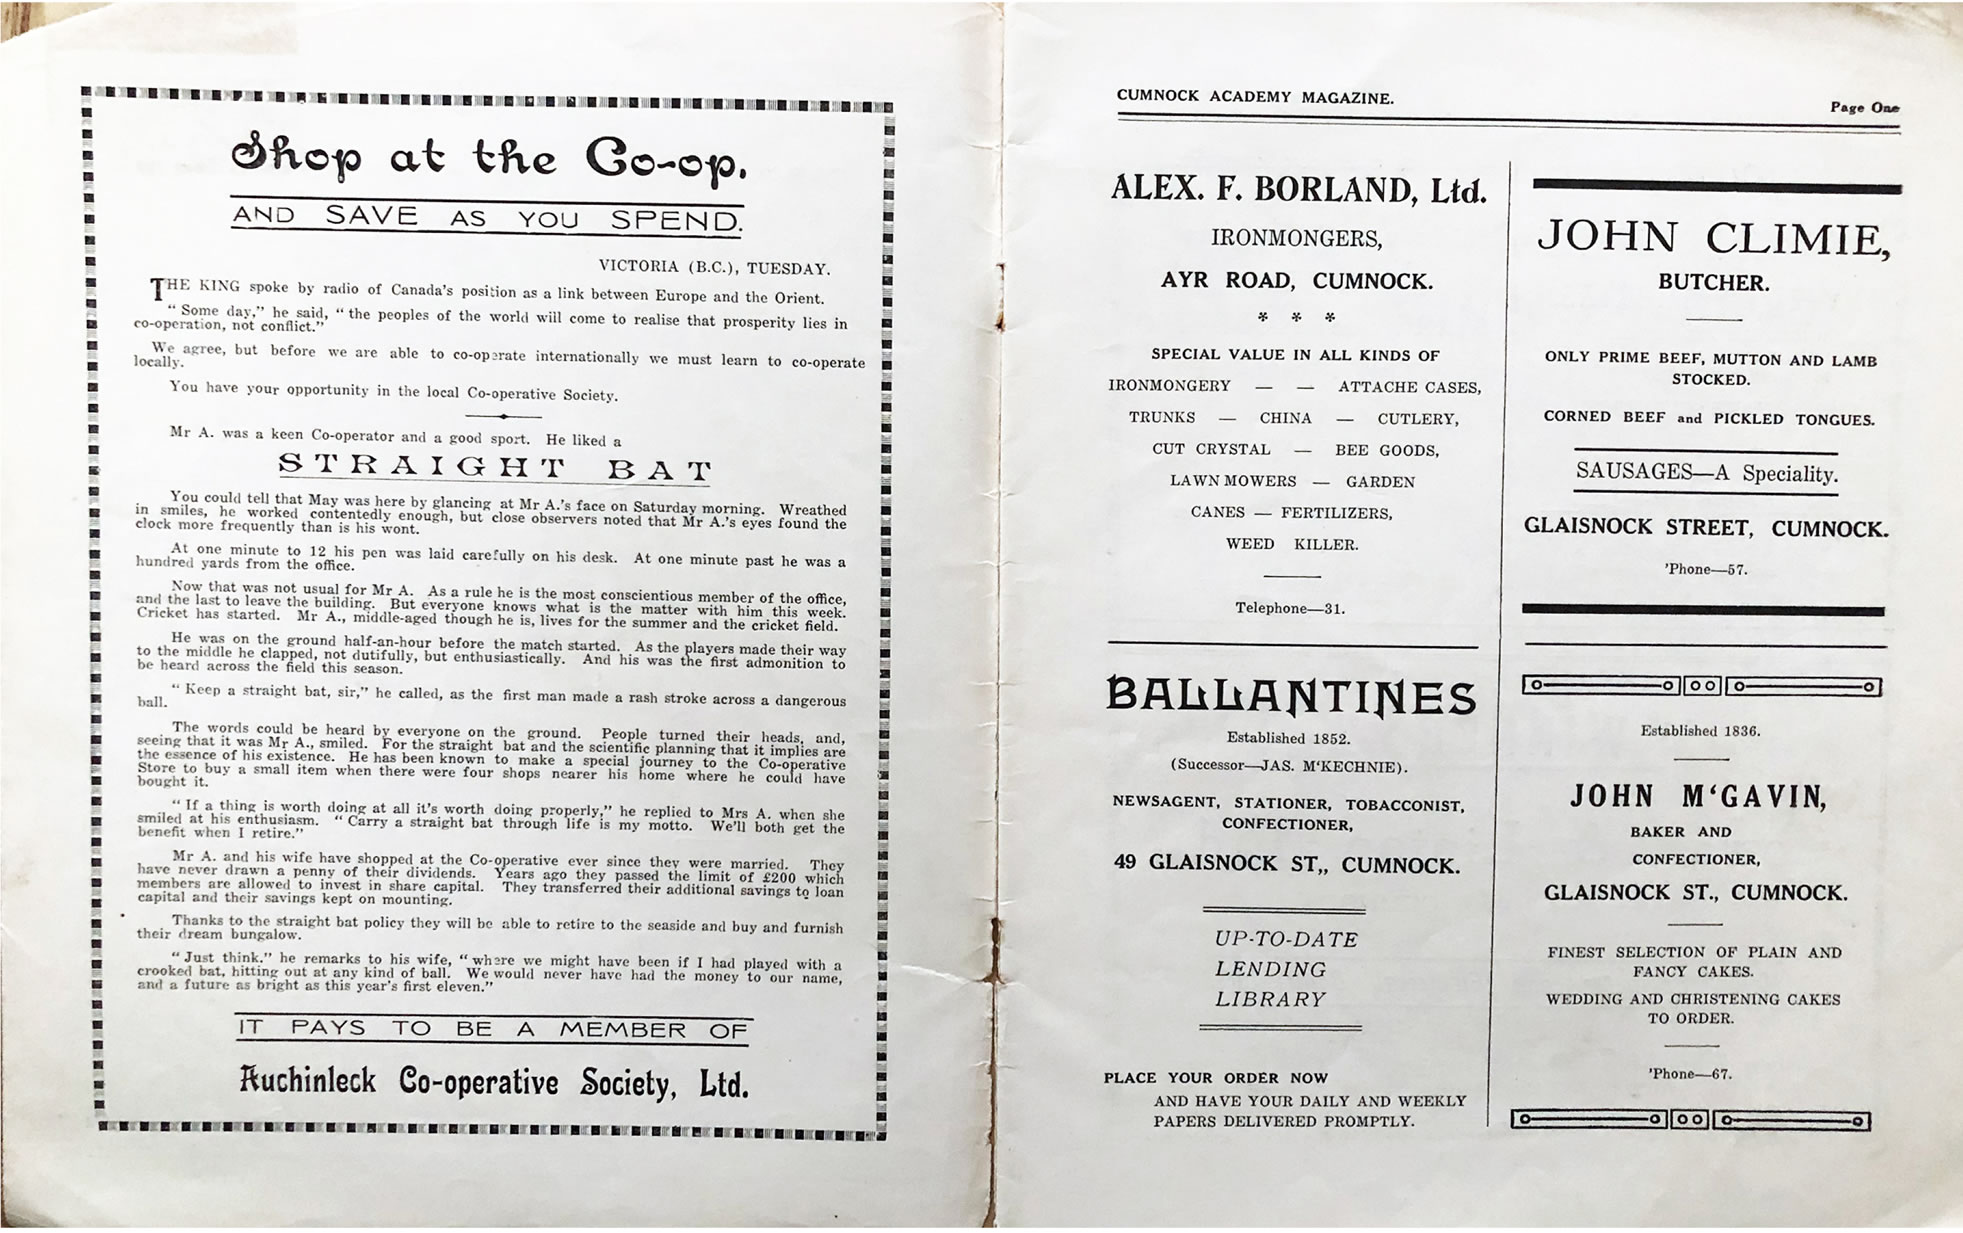 Shop at the Co-op.
AND SAVE AS YOU SPEND.
VICTORIA (B.C.), TUESDAY.
THE KING spoke by radio of Canada's position as a link between Europe and the Orient.
" Some day," he said, " the peoples of the world will come to realise that prosperity lies in
co-operation, not conflict."
We agree, but before we are able to co-operate internationally we must learn to co-operate
locally.
You have your opportunity in the local Co-operative Society.
Mr A. was a keen Co-operator and a good sport. He liked a
STRAIGHT BAT
You could tell that May was here by glancing at Mr A.'s face on Saturday morning. Wreathed
in smiles, he worked contentedly enough, but close observers noted that Mr A.'s eyes found the
clock more frequently than is his wont.
At one minute to 12 his pen was laid carefully on his desk. At one minute past he was a
hundred yards from the office.
Now that was not usual for Mr A. As a rule he is the most conscientious member of the office,
and the last to leave the building. But everyone knows what is the matter with him this week.
Cricket has started. Mr A., middle-aged though he is, lives for the summer and the cricket field.
He was on the ground half-an-hour before the match started. As the players made their way
to the middle he clapped, not dutifully, but enthusiastically. And his was the first admonition to
be heard across the field this season.
" Keep a straight bat, sir," he called, as the first man made a rash stroke across a dangerous
ball.
The words could be heard by everyone on the ground. People turned their heads, and,
seeing that it was Mr A., smiled. For the straight bat and the scientific planning that it implies are
the essence of his existence. He has been known to make a special journey to the Co-operative
Store to buy a small item when there were four shops nearer his home where he could have
bought it.
" If a thing is worth doing at all it's worth doing properly," he replied to Mrs A. when she
smiled at his enthusiasm. " Carry a straight bat through life is my motto. We'll both get the
benefit when I retire."
Mr A. and his wife have shopped at the Co-operative ever since they were married. They
have never drawn a penny of their dividends. Years ago they passed the limit of £200 which
members are allowed to invest in share capital. They transferred their additional savings to loan
capital and their savings kept on mounting.
Thanks to the straight bat policy they will be able to retire to the seaside and buy and furnish
their dream bungalow.
" Just think." he remarks to his wife, " where we might have been if I had played with a
crooked bat, hitting out at any kind of ball. We would never have had the money to our name,
and a future as bright as this year's first eleven."
IT PAYS TO BE A MEMBER OF
Auchinleck Co-operative Society, Ltd.
CUMNOCK ACADEMY MAGAZINE.
Page One
ALEX. F. BORLAND, Ltd.
IRONMONGERS,
AYR ROAD, CUMNOCK.
* * *
SPECIAL VALUE IN ALL KINDS OF
IRONMONGERY — — ATTACHE CASES,
TRUNKS — CHINA — CUTLERY,
CUT CRYSTAL — BEE GOODS,
LAWN MOWERS — GARDEN
CANES — FERTILIZERS,
WEED KILLER.
Telephone—31.
BALLANTINES
Established 1852.
(Successor—JAS. M'KECHNIE).
NEWSAGENT, STATIONER, TOBACCONIST,
CONFECTIONER,
49 GLAISNOCK ST,, CUMNOCK.
UP-TO-DATE
LENDING
LIBRARY
PLACE YOUR ORDER NOW
AND HAVE YOUR DAILY AND WEEKLY
PAPERS DELIVERED PROMPTLY.
JOHN CLIMIE,
BUTCHER.
ONLY PRIME BEEF, MUTTON AND LAMB
STOCKED.
CORNED BEEF and PICKLED TONGUES.
SAUSAGES—A Speciality.
GLAISNOCK STREET, CUMNOCK.
'Phone—57.
Established 1836.
JOHN M'GAVIN,
BAKER AND
CONFECTIONER,
GLAISNOCK ST., CUMNOCK.
FINEST SELECTION OF PLAIN AND
FANCY CAKES.
WEDDING AND CHRISTENING CAKES
TO ORDER.
'Phone—67.